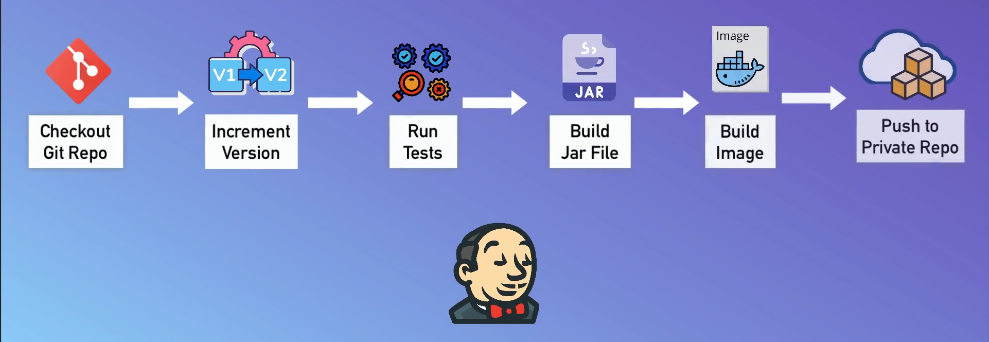 V1
V2
Image
JAR
Checkout
Git Repo
Increment
Version
Run
Tests
Build
Jar File
Build
Image
Push to
Private Repo